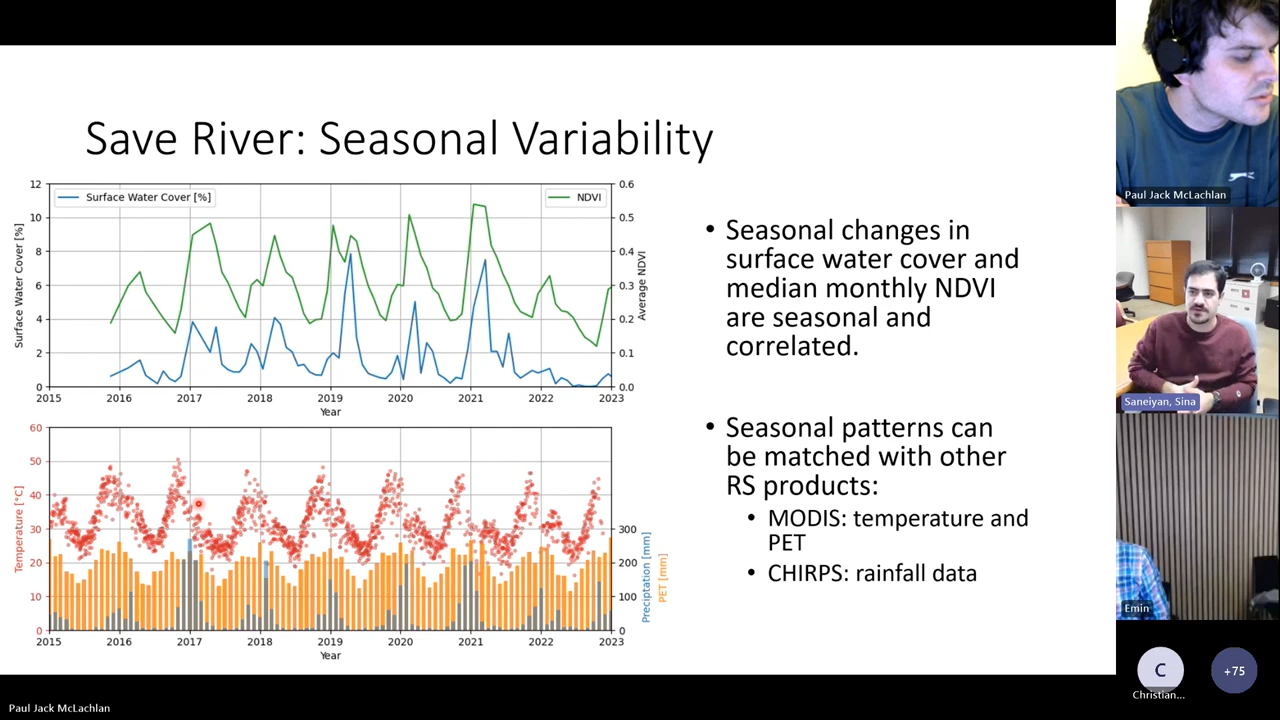 Save River: Seasonal Variability
12
10
8
6
4
2
0
Surface Water Cover [%]
Surface Water Cover [%]
NDVI
0.6
0.5
0.4
0.3
0.2
0.1
0.0
Average NDVI
2015 2016 2017 2018 2019 2020 2021 2022 2023
Year
60
50
40
30
20
10
0
Temperature [°C]
300
200
100
0
Preciptation [mm]
PET [mm]
2015 2016 2017 2018 2019 2020 2021 2022 2023
Year
• Seasonal changes in
surface water cover and
median monthly NDVI
are seasonal and
correlated.
• Seasonal patterns can
be matched with other
RS products:
• MODIS: temperature and
PET
• CHIRPS: rainfall data
Paul Jack McLachlan
Saneiyan, Sina
Emin
C
Christian...
+75
Paul Jack McLachlan